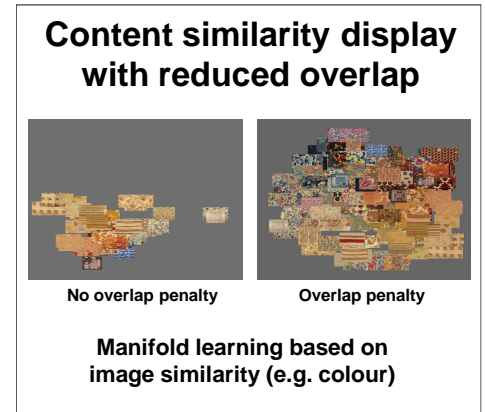 Content similarity display
with reduced overlap
No overlap penalty
Overlap penalty
Manifold learning based on
image similarity (e.g. colour)